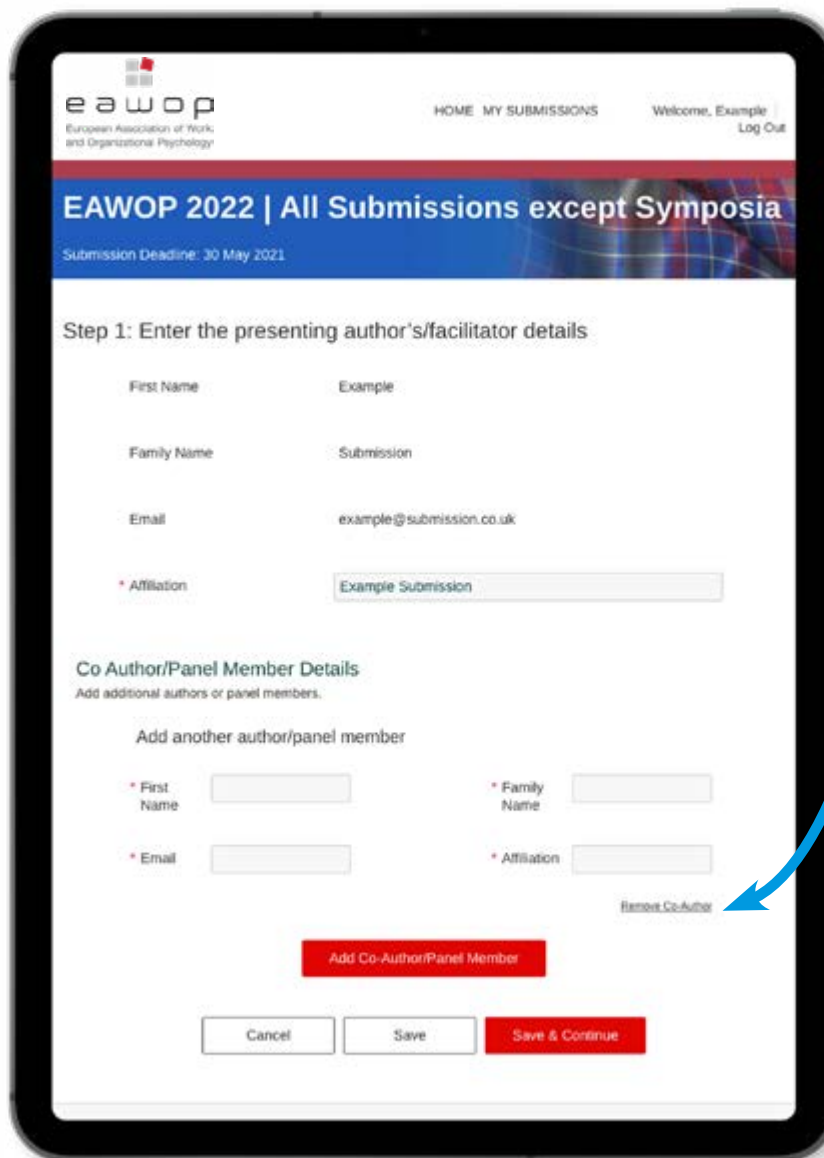 eawop
European Association of Work
and Organizational Psychology
HOME MY SUBMISSIONS
Welcome, Example
Log Out
EAWOP 2022 | All Submissions except Symposia
Submission Deadline: 30 May 2021
Step 1: Enter the presenting author's/facilitator details
First Name Example
Family Name Submission
Email example@submission.co.uk
* Affiliation Example Submission
Co Author/Panel Member Details
Add additional authors or panel members.
Add another author/panel member
* First
Name
* Family
Name
* Email
* Affiliation
Remove Co-Author
Add Co-Author/Panel Member
Cancel Save Save & Continue